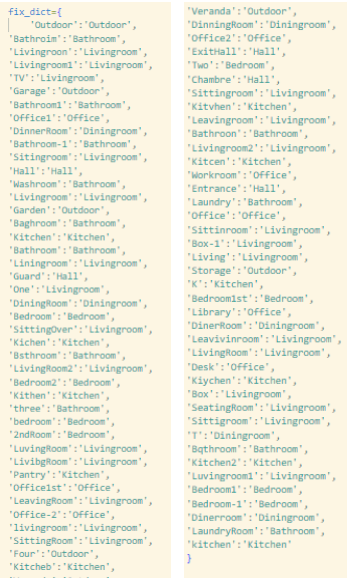 fix_dict={
'Outdoor':'Outdoor',
'Bathroim':'Bathroom',
'Livingroon':'Livingroom',
'Livingroom1':'Livingroom',
'TV':'Livingroom',
'Garage':'Outdoor',
'Bathroom1':'Bathroom',
'Office1':'Office',
'DinnerRoom':'Diningroom',
'Bathroom-1':'Bathroom',
'Sitingroom':'Livingroom',
'Hall':'Hall',
'Washroom':'Bathroom',
'Livingroom':'Livingroom',
'Garden':'Outdoor',
'Baghroom':'Bathroom',
'Kitchen':'Kitchen',
'Bathroom':'Bathroom',
'Liningroom':'Livingroom',
'Guard':'Hall',
'One':'Livingroom',
'DiningRoom':'Diningroom',
'Bedroom':'Bedroom',
'SittingOver':'Livingroom',
'Kichen':'Kitchen',
'Bsthroom':'Bathroom',
'LivingRoom2':'Livingroom',
'Bedroom2':'Bedroom',
'Kithen':'Kitchen',
'three':'Bathroom',
'bedroom':'Bedroom',
'2ndRoom':'Bedroom',
'LuvingRoom':'Livingroom',
'LivibgRoom':'Livingroom',
'Pantry':'Kitchen',
'Office1st':'Office',
'LeavingRoom':'Livingroom',
'Office-2':'Office',
'livingroom':'Livingroom',
'SittingRoom':'Livingroom',
'Four':'Outdoor',
'Kitcheb':'Kitchen',
'Veranda':'Outdoor',
'DinningRoom':'Diningroom',
'Office2':'Office',
'ExitHall':'Hall',
'Two':'Bedroom',
'Chambre':'Hall',
'Sittingroom':'Livingroom',
'Kitvhen':'Kitchen',
'Leavingroom':'Livingroom',
'Bathroon':'Bathroom',
'Livingroom2':'Livingroom',
'Kitcen':'Kitchen',
'Workroom':'Office',
'Entrance':'Hall',
'Laundry':'Bathroom',
'Office':'Office',
'Sittinroom':'Livingroom',
'Box-1':'Livingroom',
'Living':'Livingroom',
'Storage':'Outdoor',
'K':'Kitchen',
'Bedroom1st':'Bedroom',
'Library':'Office',
'DinerRoom':'Diningroom',
'Leavivinroom':'Livingroom',
'LivingRoom':'Livingroom',
'Desk':'Office',
'Kiychen':'Kitchen',
'Box':'Livingroom',
'SeatingRoom':'Livingroom',
'Sittigroom':'Livingroom',
'T':'Diningroom',
'Bqthroom':'Bathroom',
'Kitchen2':'Kitchen',
'Luvingroom1':'Livingroom',
'Bedroom1':'Bedroom',
'Bedroom-1':'Bedroom',
'Dinerroom':'Diningroom',
'LaundryRoom':'Bathroom',
'kitchen':'Kitchen'
}